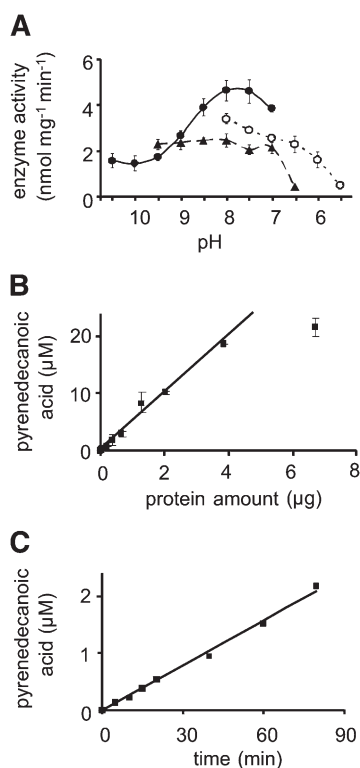 A
enzyme activity
(nmol mg⁻¹ min⁻¹)
6
4
2
0
10 9 8 7 6
pH
B
pyrenedecanoic
acid (µM)
20
10
0
0 2 4 6 8
protein amount (µg)
C
pyrenedecanoic
acid (µM)
2
1
0
0 30 60 90
time (min)